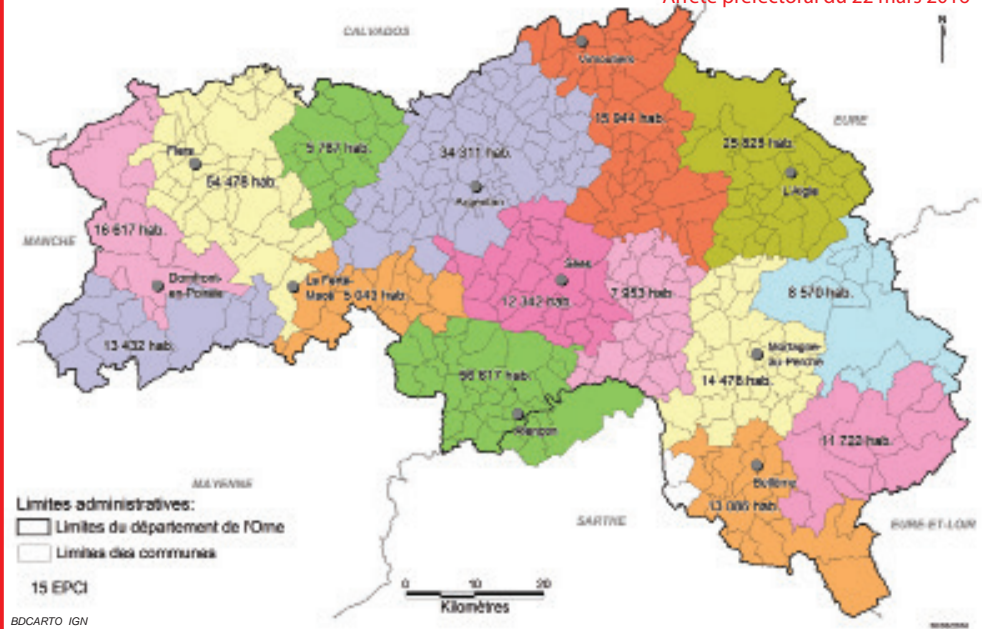 Arrêté préfectoral du 22 mars 2016
N
CALVADOS
Vimoutiers
15 944 hab.
EURE
5 767 hab.
34 311 hab.
25 825 hab.
Flers
54 478 hab.
L'Aigle
Argentan
16 617 hab.
MANCHE
Sées
Domfront-
en-Poiraie
La Ferté-
Macé
5 043 hab.
12 342 hab.
7 953 hab.
8 570 hab.
13 432 hab.
Mortagne-
au-Perche
56 617 hab.
14 478 hab.
Alençon
11 722 hab.
Bellême
13 086 hab.
MAYENNE
SARTHE
EURE-ET-LOIR
Limites administratives:
Limites du département de l'Orne
Limites des communes
15 EPCI
0 10 20
Kilomètres
BDCARTO IGN